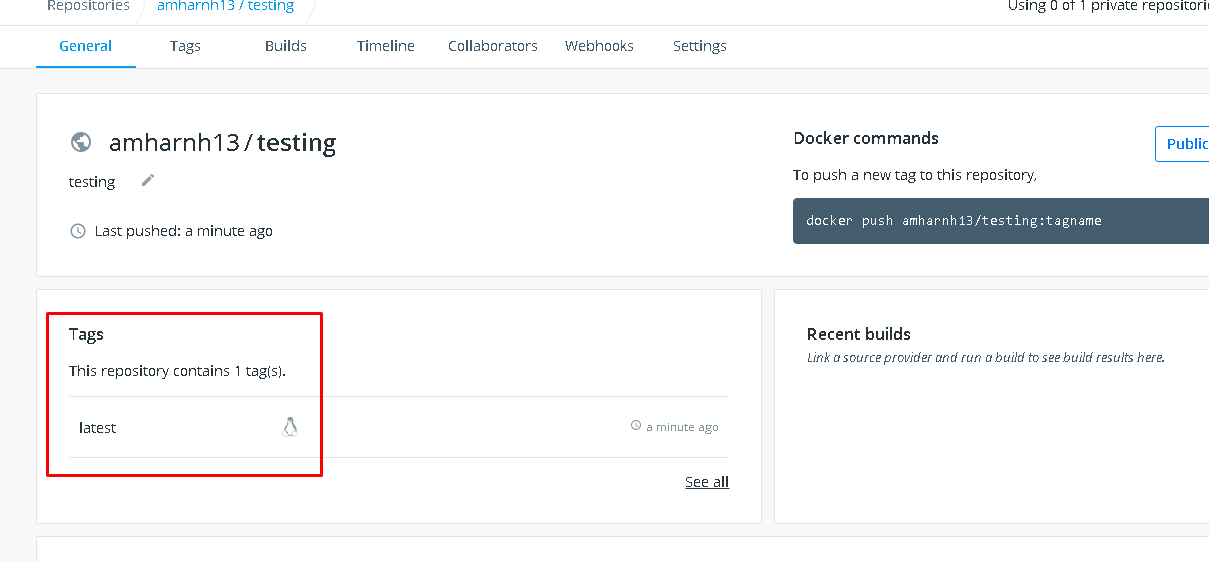 Repositories amharnh13 / testing Using 0 of 1 private
General Tags Builds Timeline Collaborators Webhooks Settings
amharnh13 / testing
testing
Last pushed: a minute ago
Docker commands
Public
To push a new tag to this repository,
docker push amharnh13/testing:tagname
Tags
This repository contains 1 tag(s).
latest a minute ago
See all
Recent builds
Link a source provider and run a build to see build results here.